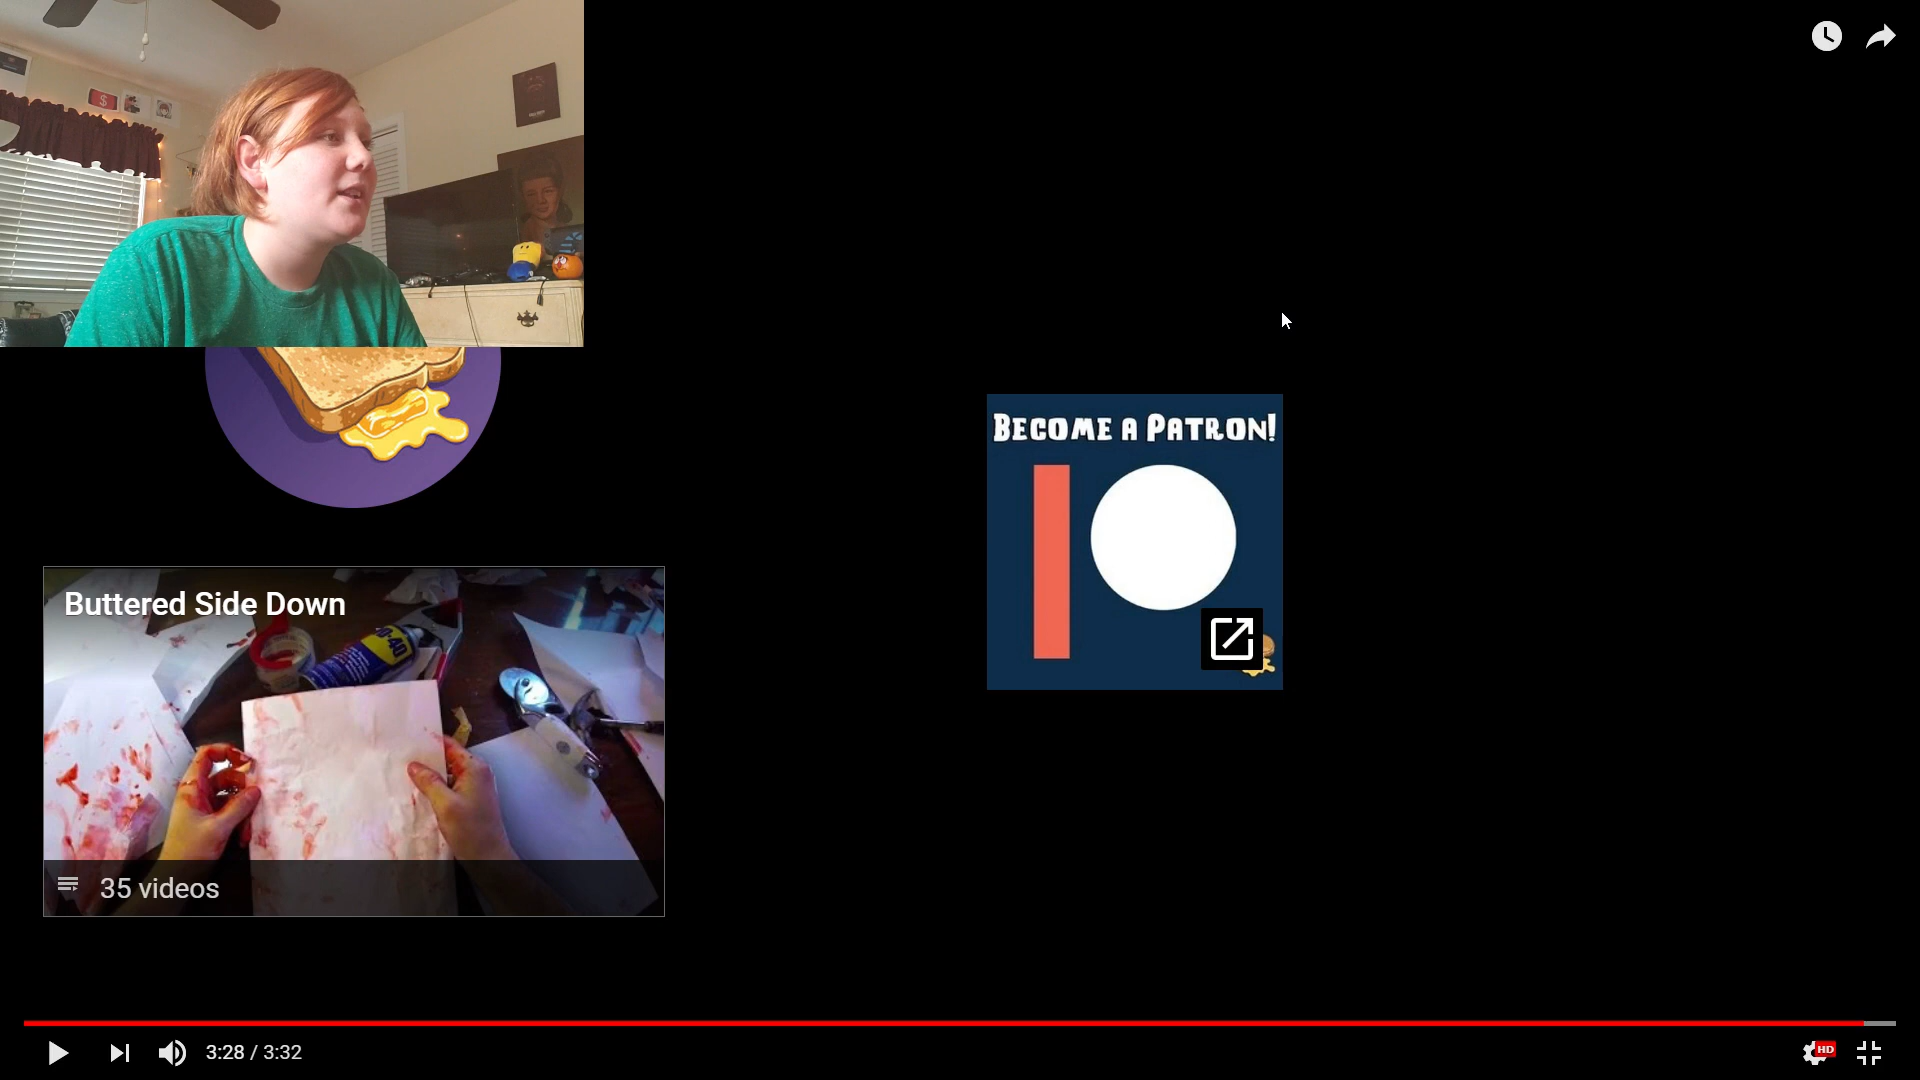 $
BECOME A PATRON!
Buttered Side Down
WD-40
35 videos
3:28 / 3:32
HD